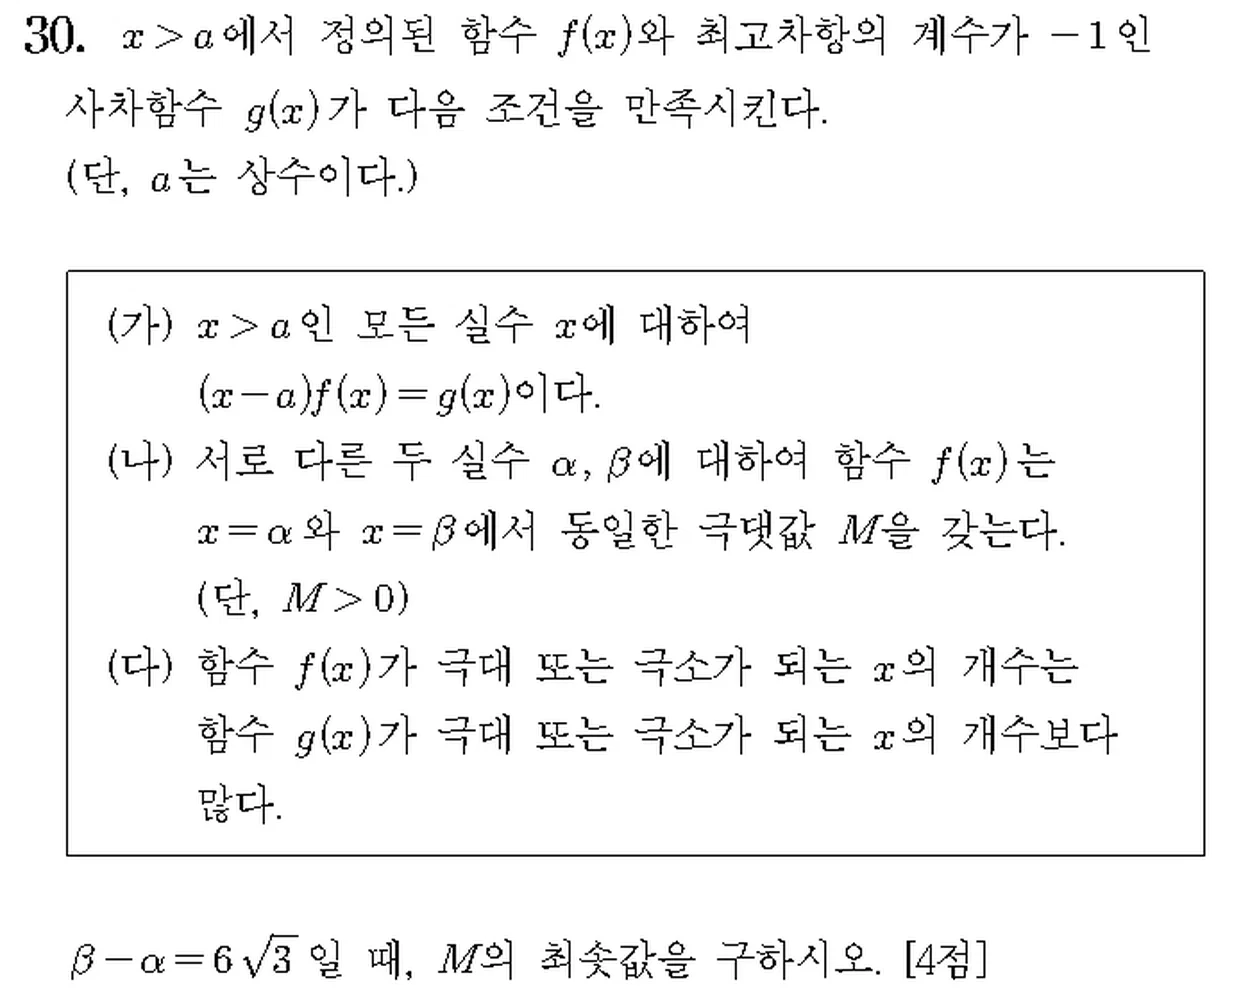 30. x > a에서 정의된 함수 f(x)와 최고차항의 계수가 -1인
사차함수 g(x)가 다음 조건을 만족시킨다.
(단, a는 상수이다.)
(가) x > a인 모든 실수 x에 대하여
(x-a)f(x)=g(x)이다.
(나) 서로 다른 두 실수 α, β에 대하여 함수 f(x)는
x=α와 x=β에서 동일한 극댓값 M을 갖는다.
(단, M > 0)
(다) 함수 f(x)가 극대 또는 극소가 되는 x의 개수는
함수 g(x)가 극대 또는 극소가 되는 x의 개수보다
많다.
β-α=6√3일 때, M의 최솟값을 구하시오. [4점]